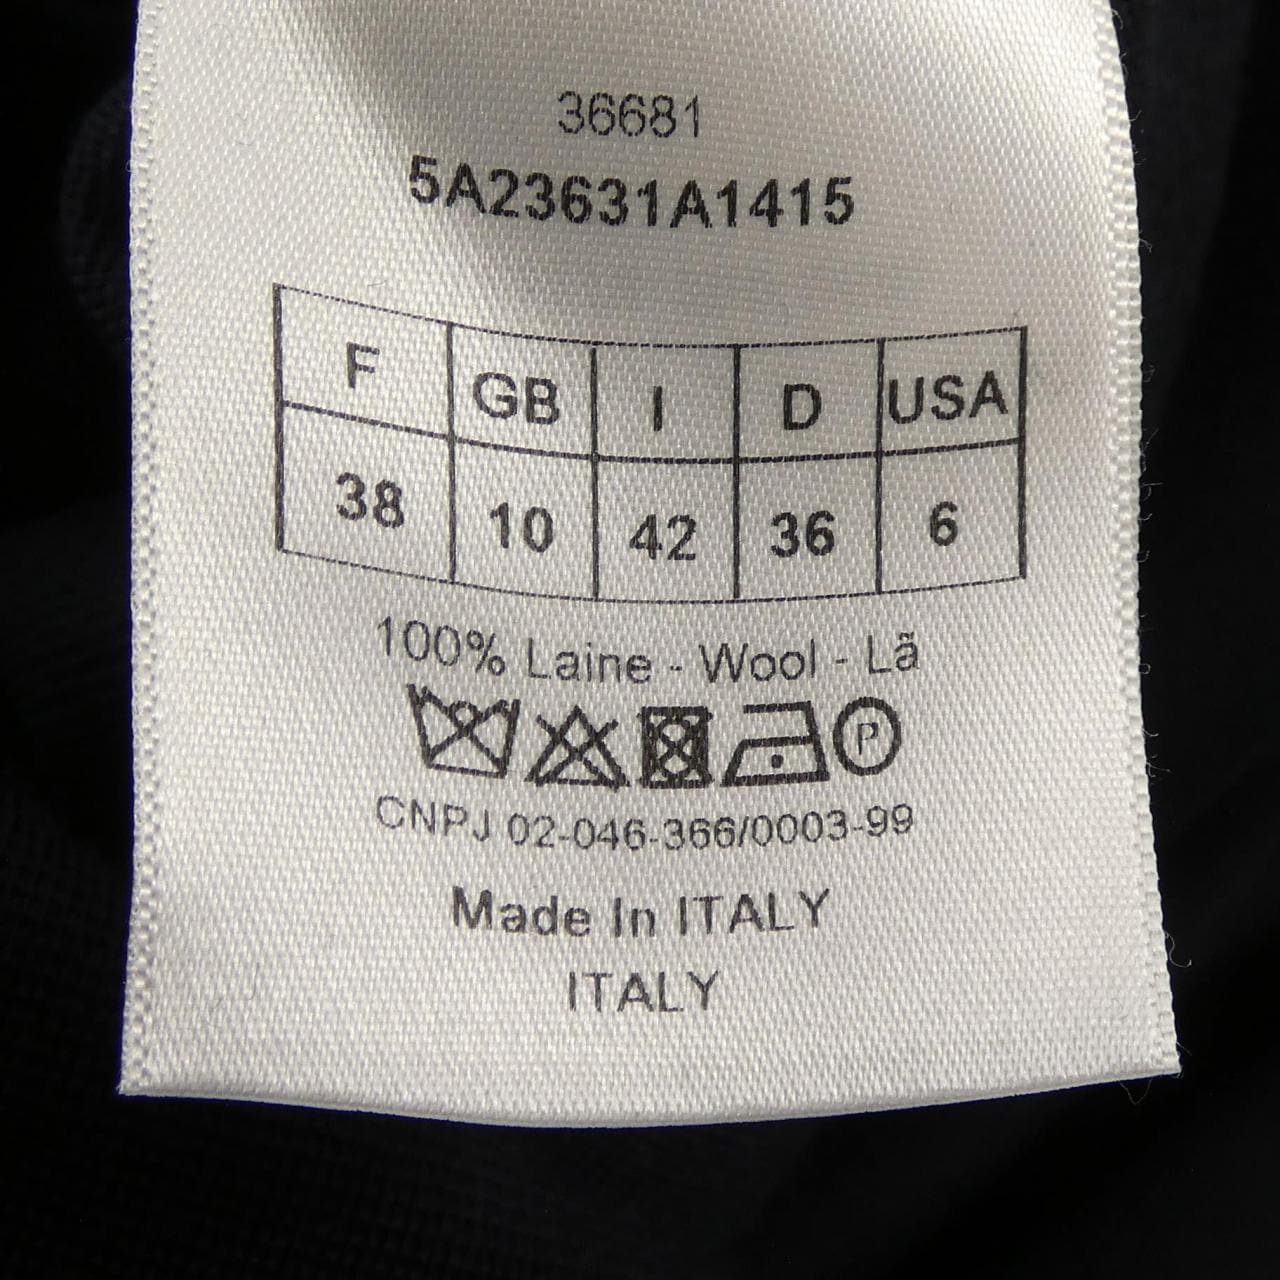 36681
5A23631A1415
F GB I D USA
38 10 42 36 6
100% Laine - Wool - Lã
P
CNPJ 02-046-366/0003-99
Made In ITALY
ITALY